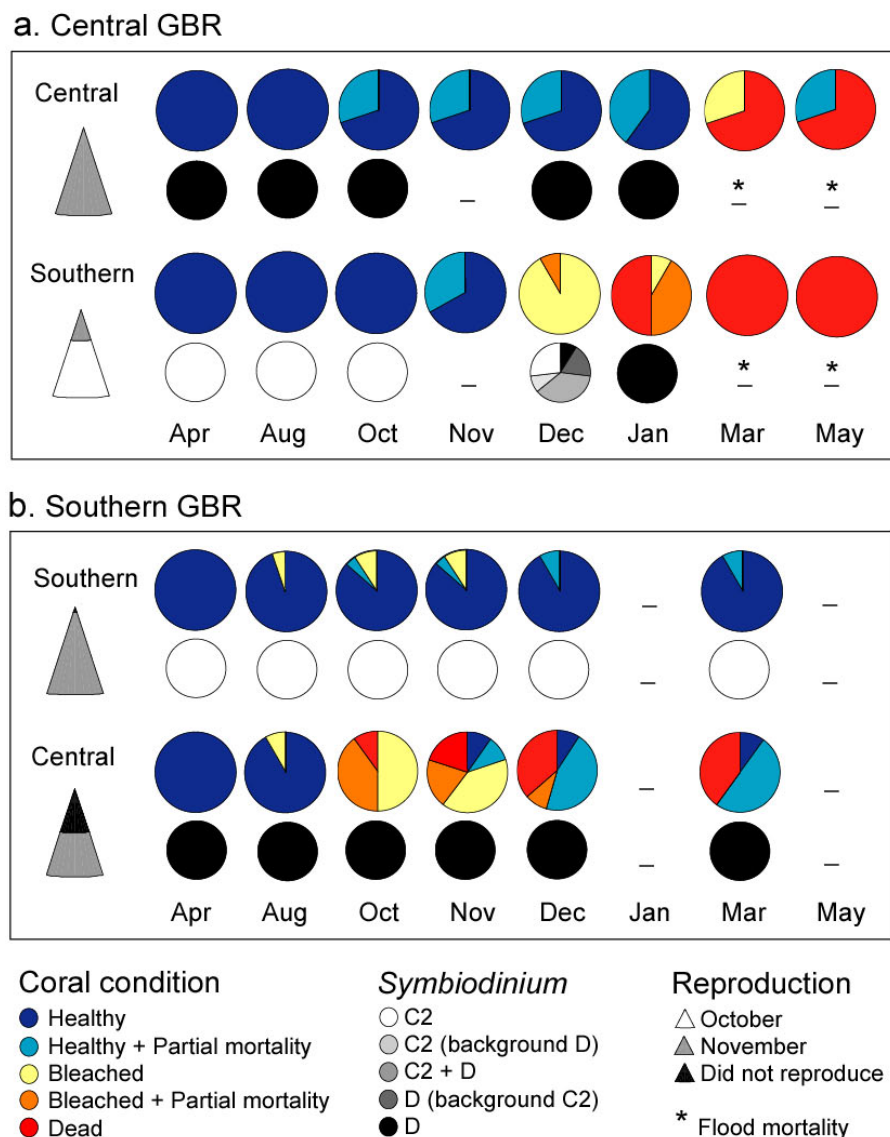 a. Central GBR
Central
* *
– – –
Southern
* *
– – –
Apr Aug Oct Nov Dec Jan Mar May
b. Southern GBR
Southern
– –
– –
Central
– –
– –
Apr Aug Oct Nov Dec Jan Mar May
Coral condition Symbiodinium Reproduction
Healthy C2 October
Healthy + Partial mortality C2 (background D) November
Bleached C2 + D Did not reproduce
Bleached + Partial mortality D (background C2)
Dead D * Flood mortality